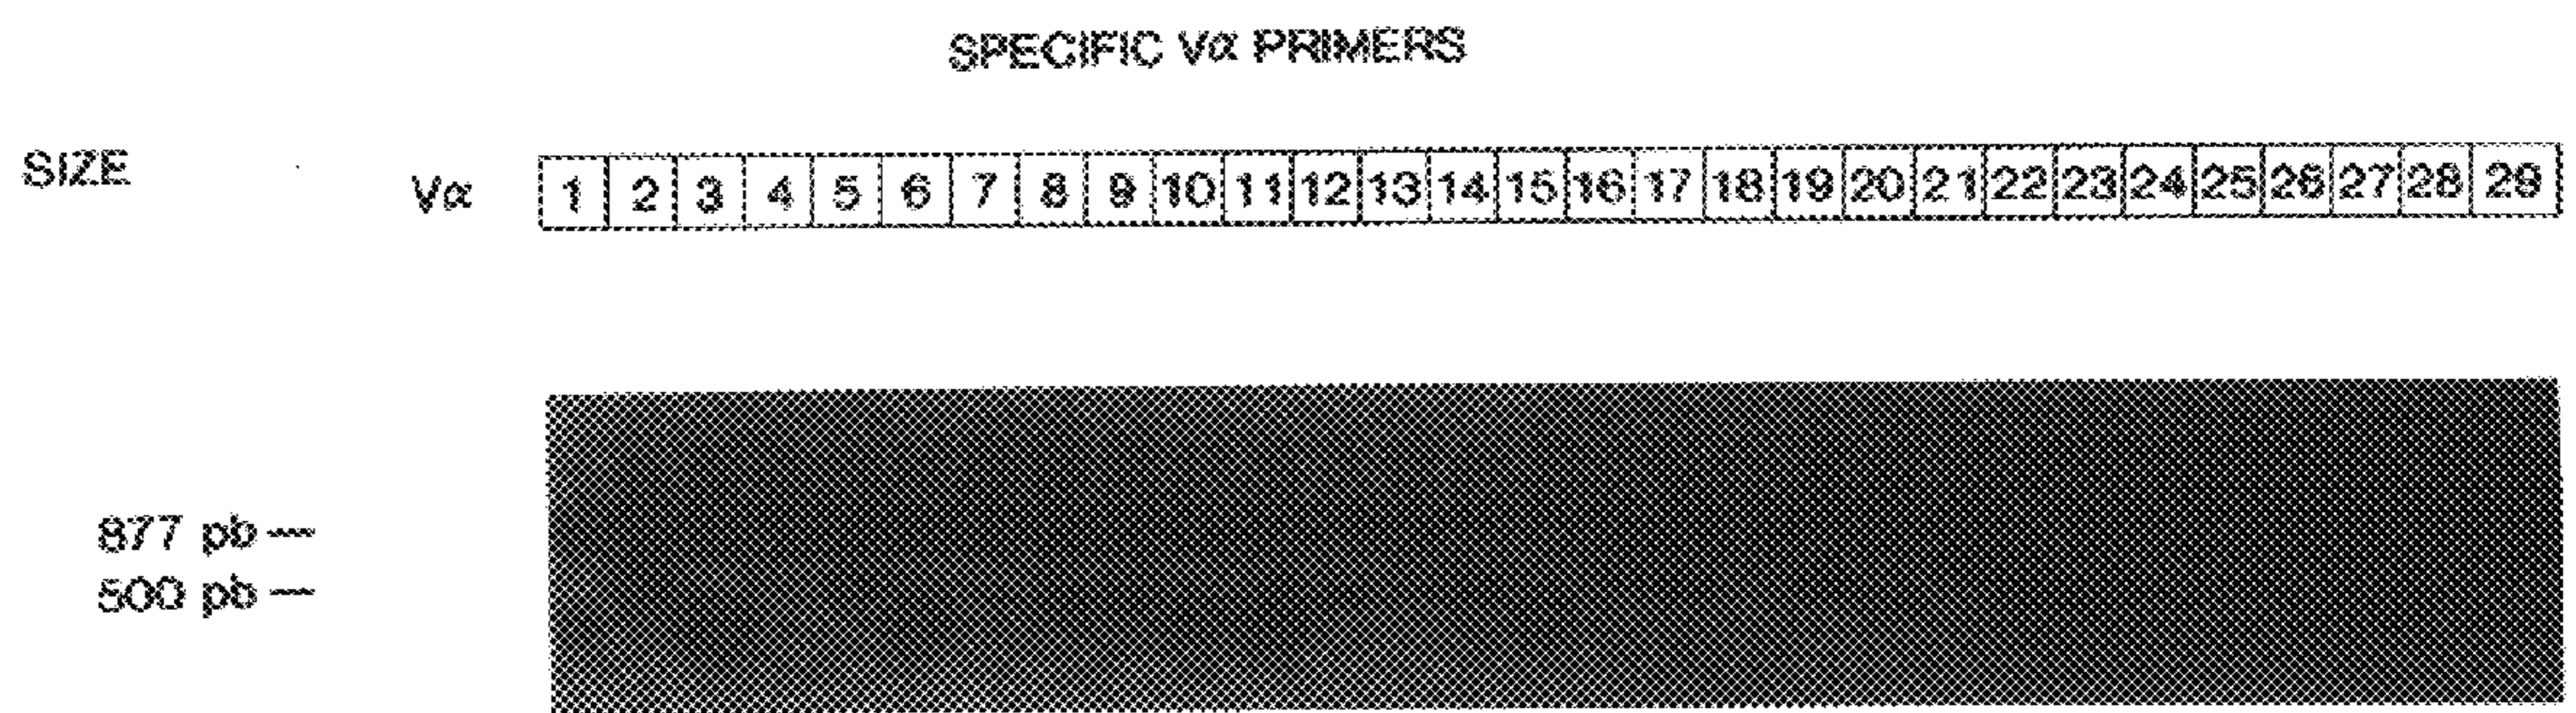 SPECIFIC Vα PRIMERS
SIZE
Vα 1 2 3 4 5 6 7 8 9 10 11 12 13 14 15 16 17 18 19 20 21 22 23 24 25 26 27 28 29
877 pb —
500 pb —